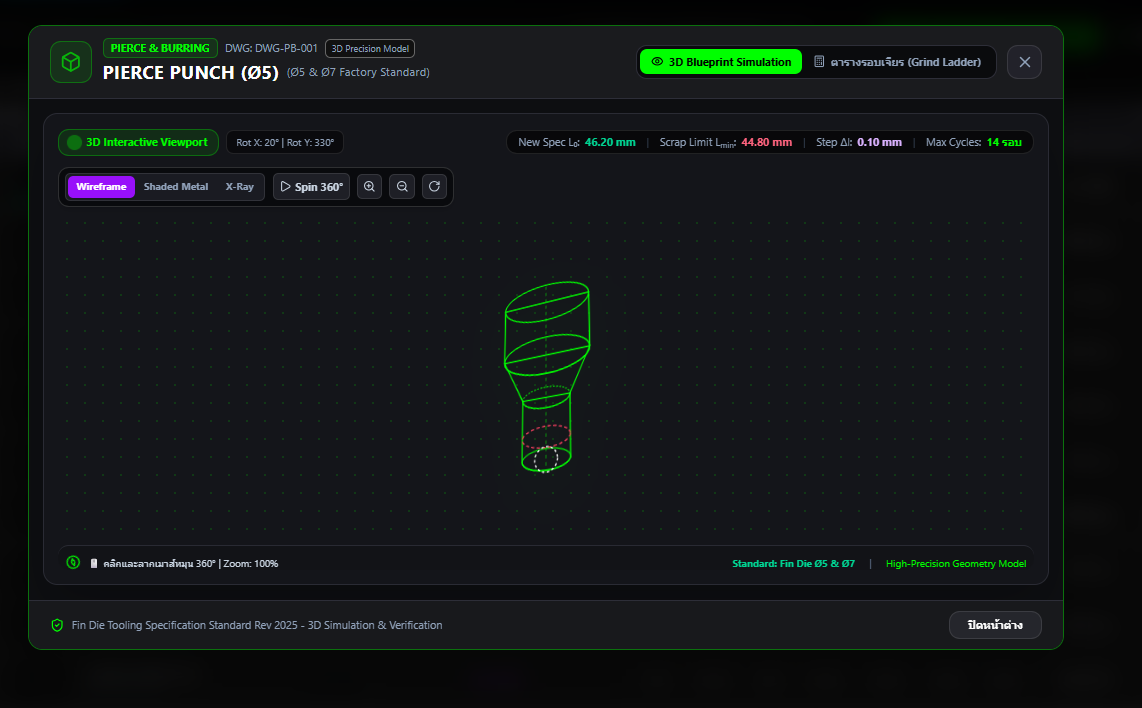 PIERCE & BURRING DWG: DWG-PB-001 3D Precision Model
PIERCE PUNCH (Ø5) (Ø5 & Ø7 Factory Standard)
3D Blueprint Simulation ตารางรอบเจียร (Grind Ladder)
3D Interactive Viewport Rot X: 20° | Rot Y: 330°
New Spec L₀: 46.20 mm | Scrap Limit Lmin: 44.80 mm | Step Δl: 0.10 mm | Max Cycles: 14 รอบ
Wireframe Shaded Metal X-Ray Spin 360°
คลิกและลากเมาส์หมุน 360° | Zoom: 100%
Standard: Fin Die Ø5 & Ø7 | High-Precision Geometry Model
Fin Die Tooling Specification Standard Rev 2025 - 3D Simulation & Verification
ปิดหน้าต่าง